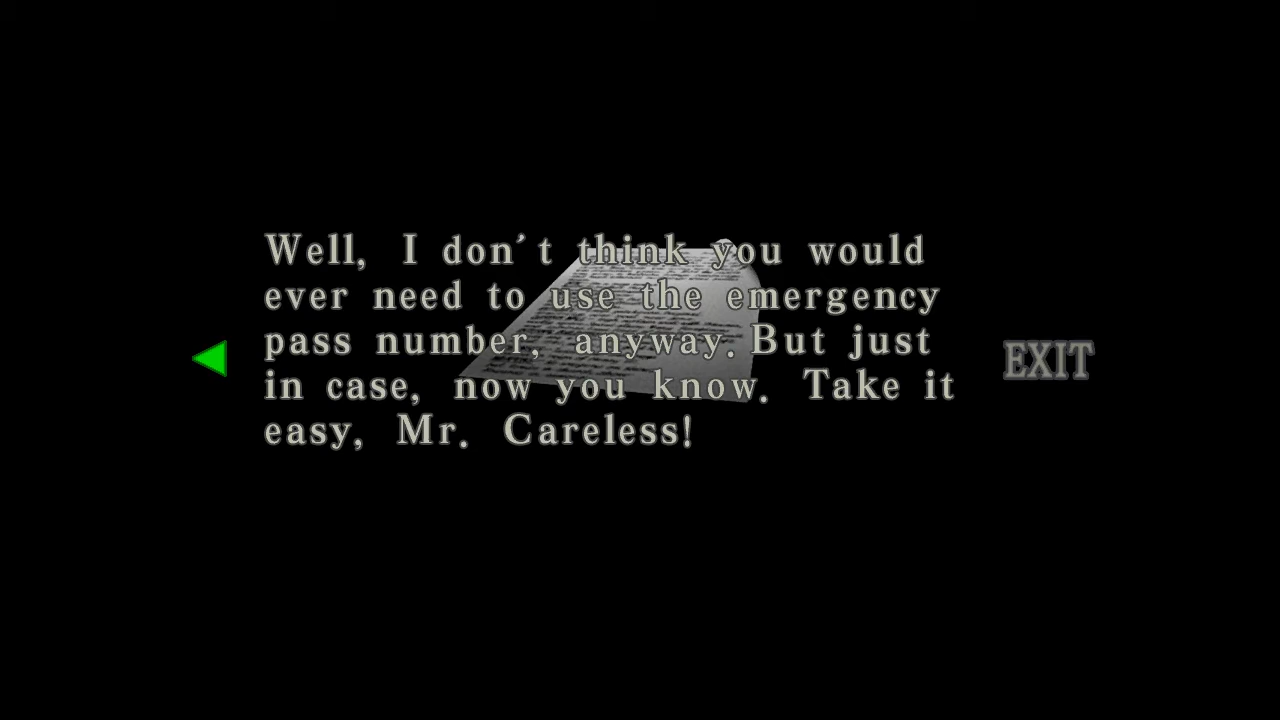 Well, I don't think you would
ever need to use the emergency
pass number, anyway. But just
in case, now you know. Take it
easy, Mr. Careless!
EXIT